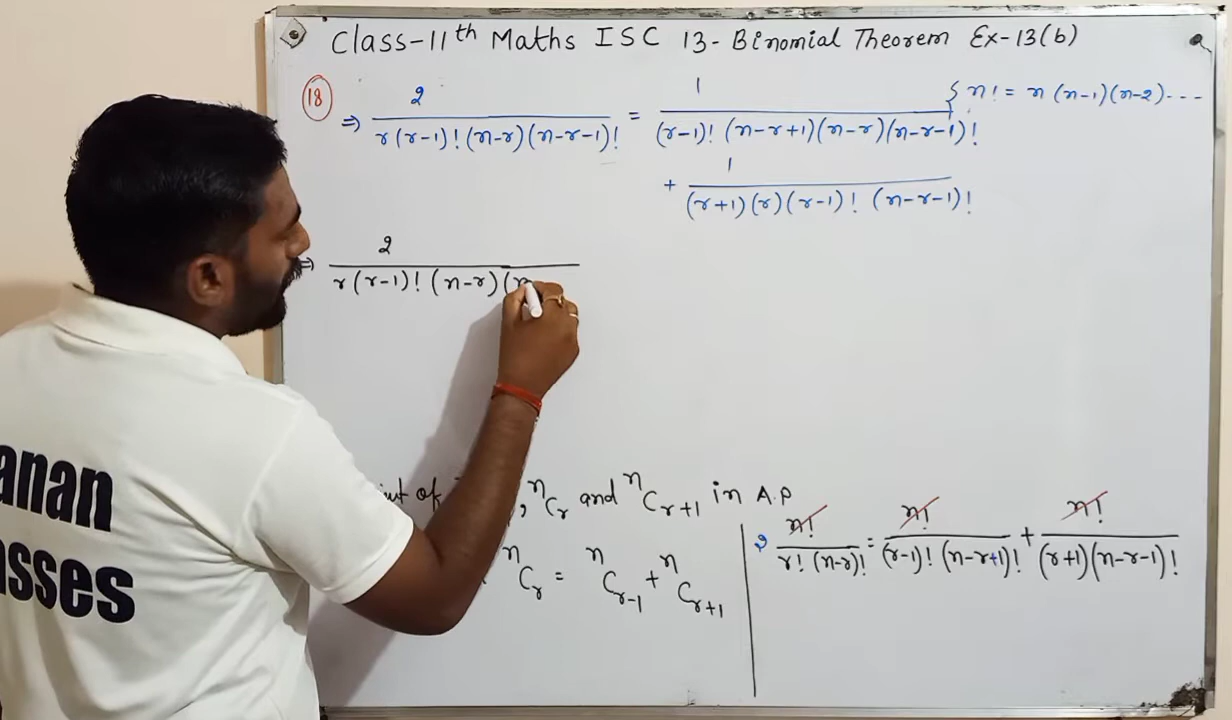 Class-11th Maths ISC 13- Binomial Theorem Ex-13(b)
18
⇒ 2/(r(r-1)!(n-r)(n-r-1)!) = 1/((r-1)!(n-r+1)(n-r)(n-r-1)!) { n! = n(n-1)(n-2)---
+ 1/((r+1)(r)(r-1)!(n-r-1)!)
⇒ 2/(r(r-1)!(n-r)(n
of , nCr and nCr+1 in A.P
nCr = nCr-1 + nCr+1
2 n!/(r!(n-r)!) = n!/((r-1)!(n-r+1)!) + n!/((r+1)(n-r-1)!)
anan
asses